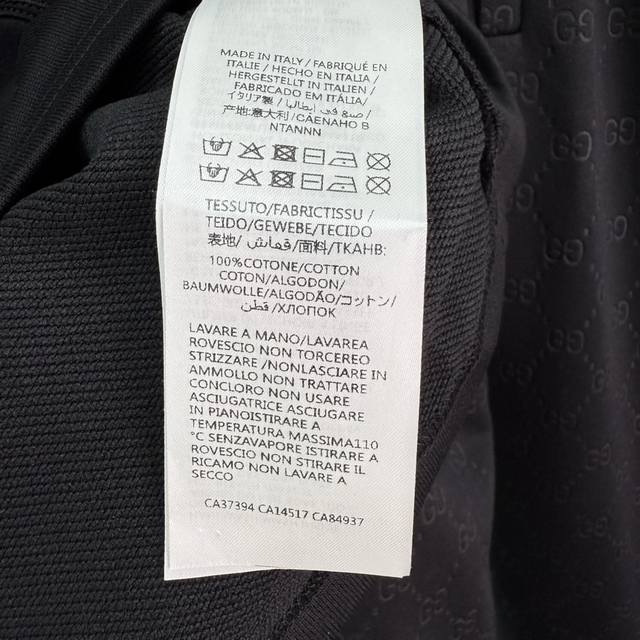 MADE IN ITALY/FABRIQUÉ EN
ITALIE/HECHO EN ITALIA/
HERGESTELLT IN ITALIEN/
FABRICADO EM ITÁLIA/
イタリア製/صنع في إيطاليا/
产地:意大利/CAENAHO B
NTANNN
TESSUTO/FABRICTISSU/
TEIDO/GEWEBE/TECIDO
表地/قماش/面料/TKAHB:
100%COTONE/COTTON
COTON/ALGODON/
BAUMWOLLE/ALGODÃO/コットン/
قطن/ХЛОПОК
LAVARE A MANO/LAVAREA
ROVESCIO NON TORCEREO
STRIZZARE/NONLASCIARE IN
AMMOLLO NON TRATTARE
CONCLORO NON USARE
ASCIUGATRICE ASCIUGARE
IN PIANOISTIRARE A
TEMPERATURA MASSIMA110
°C SENZAVAPORE ISTIRARE A
ROVESCIO NON STIRARE IL
RICAMO NON LAVARE A
SECCO
CA37394 CA14517 CA84937